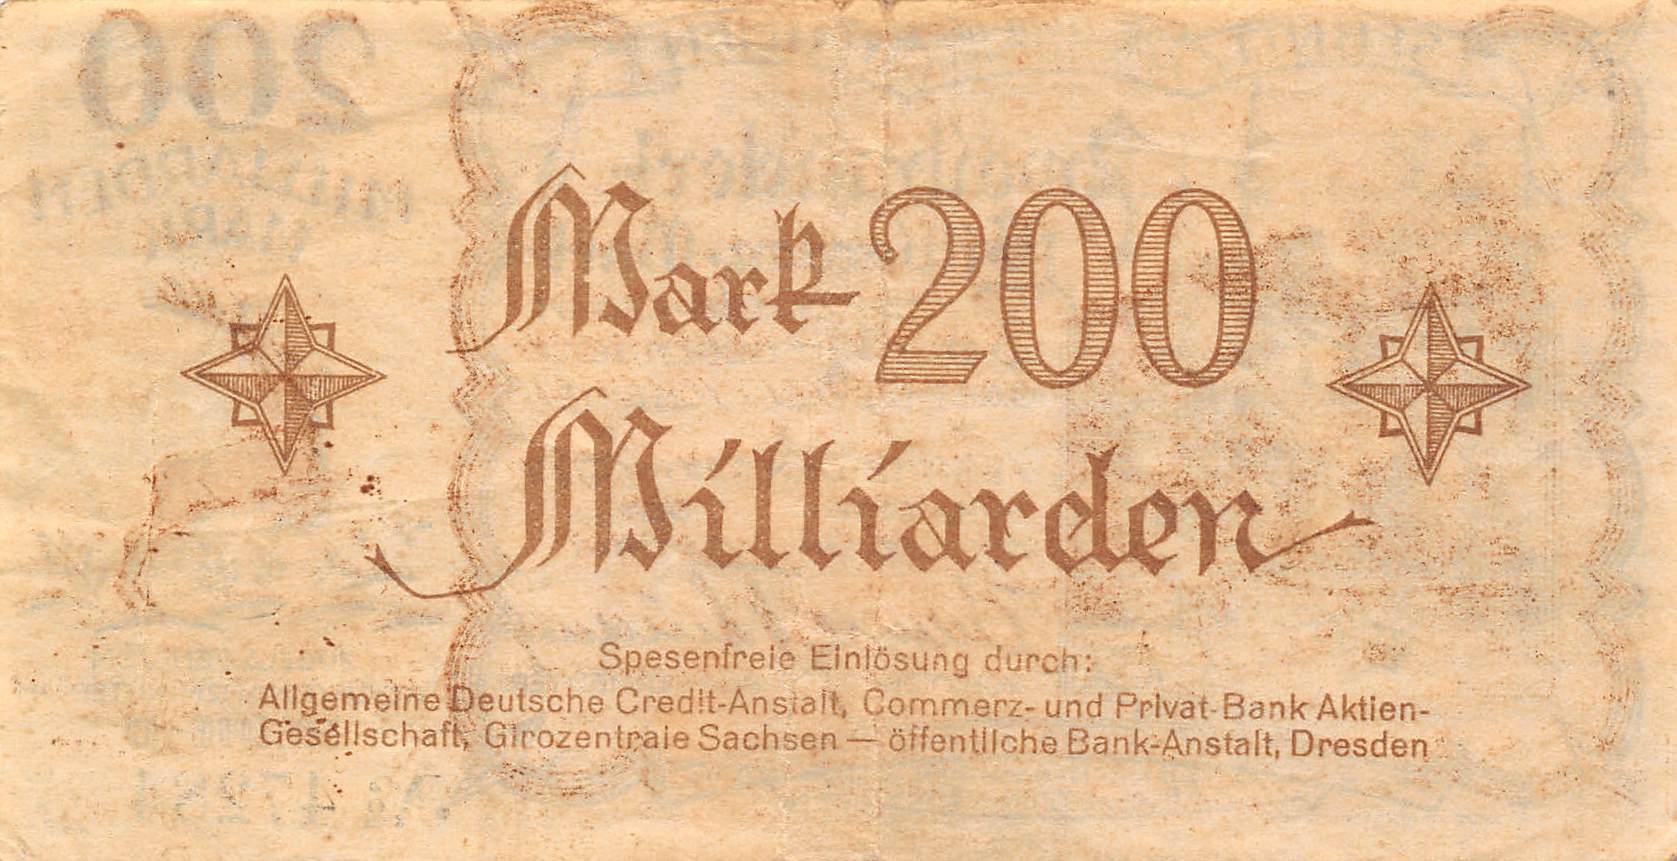 Mark 200
Milliarden
Spesenfreie Einlösung durch:
Allgemeine Deutsche Credit-Anstalt, Commerz- und Privat-Bank Aktien-
Gesellschaft, Girozentrale Sachsen — öffentliche Bank-Anstalt, Dresden